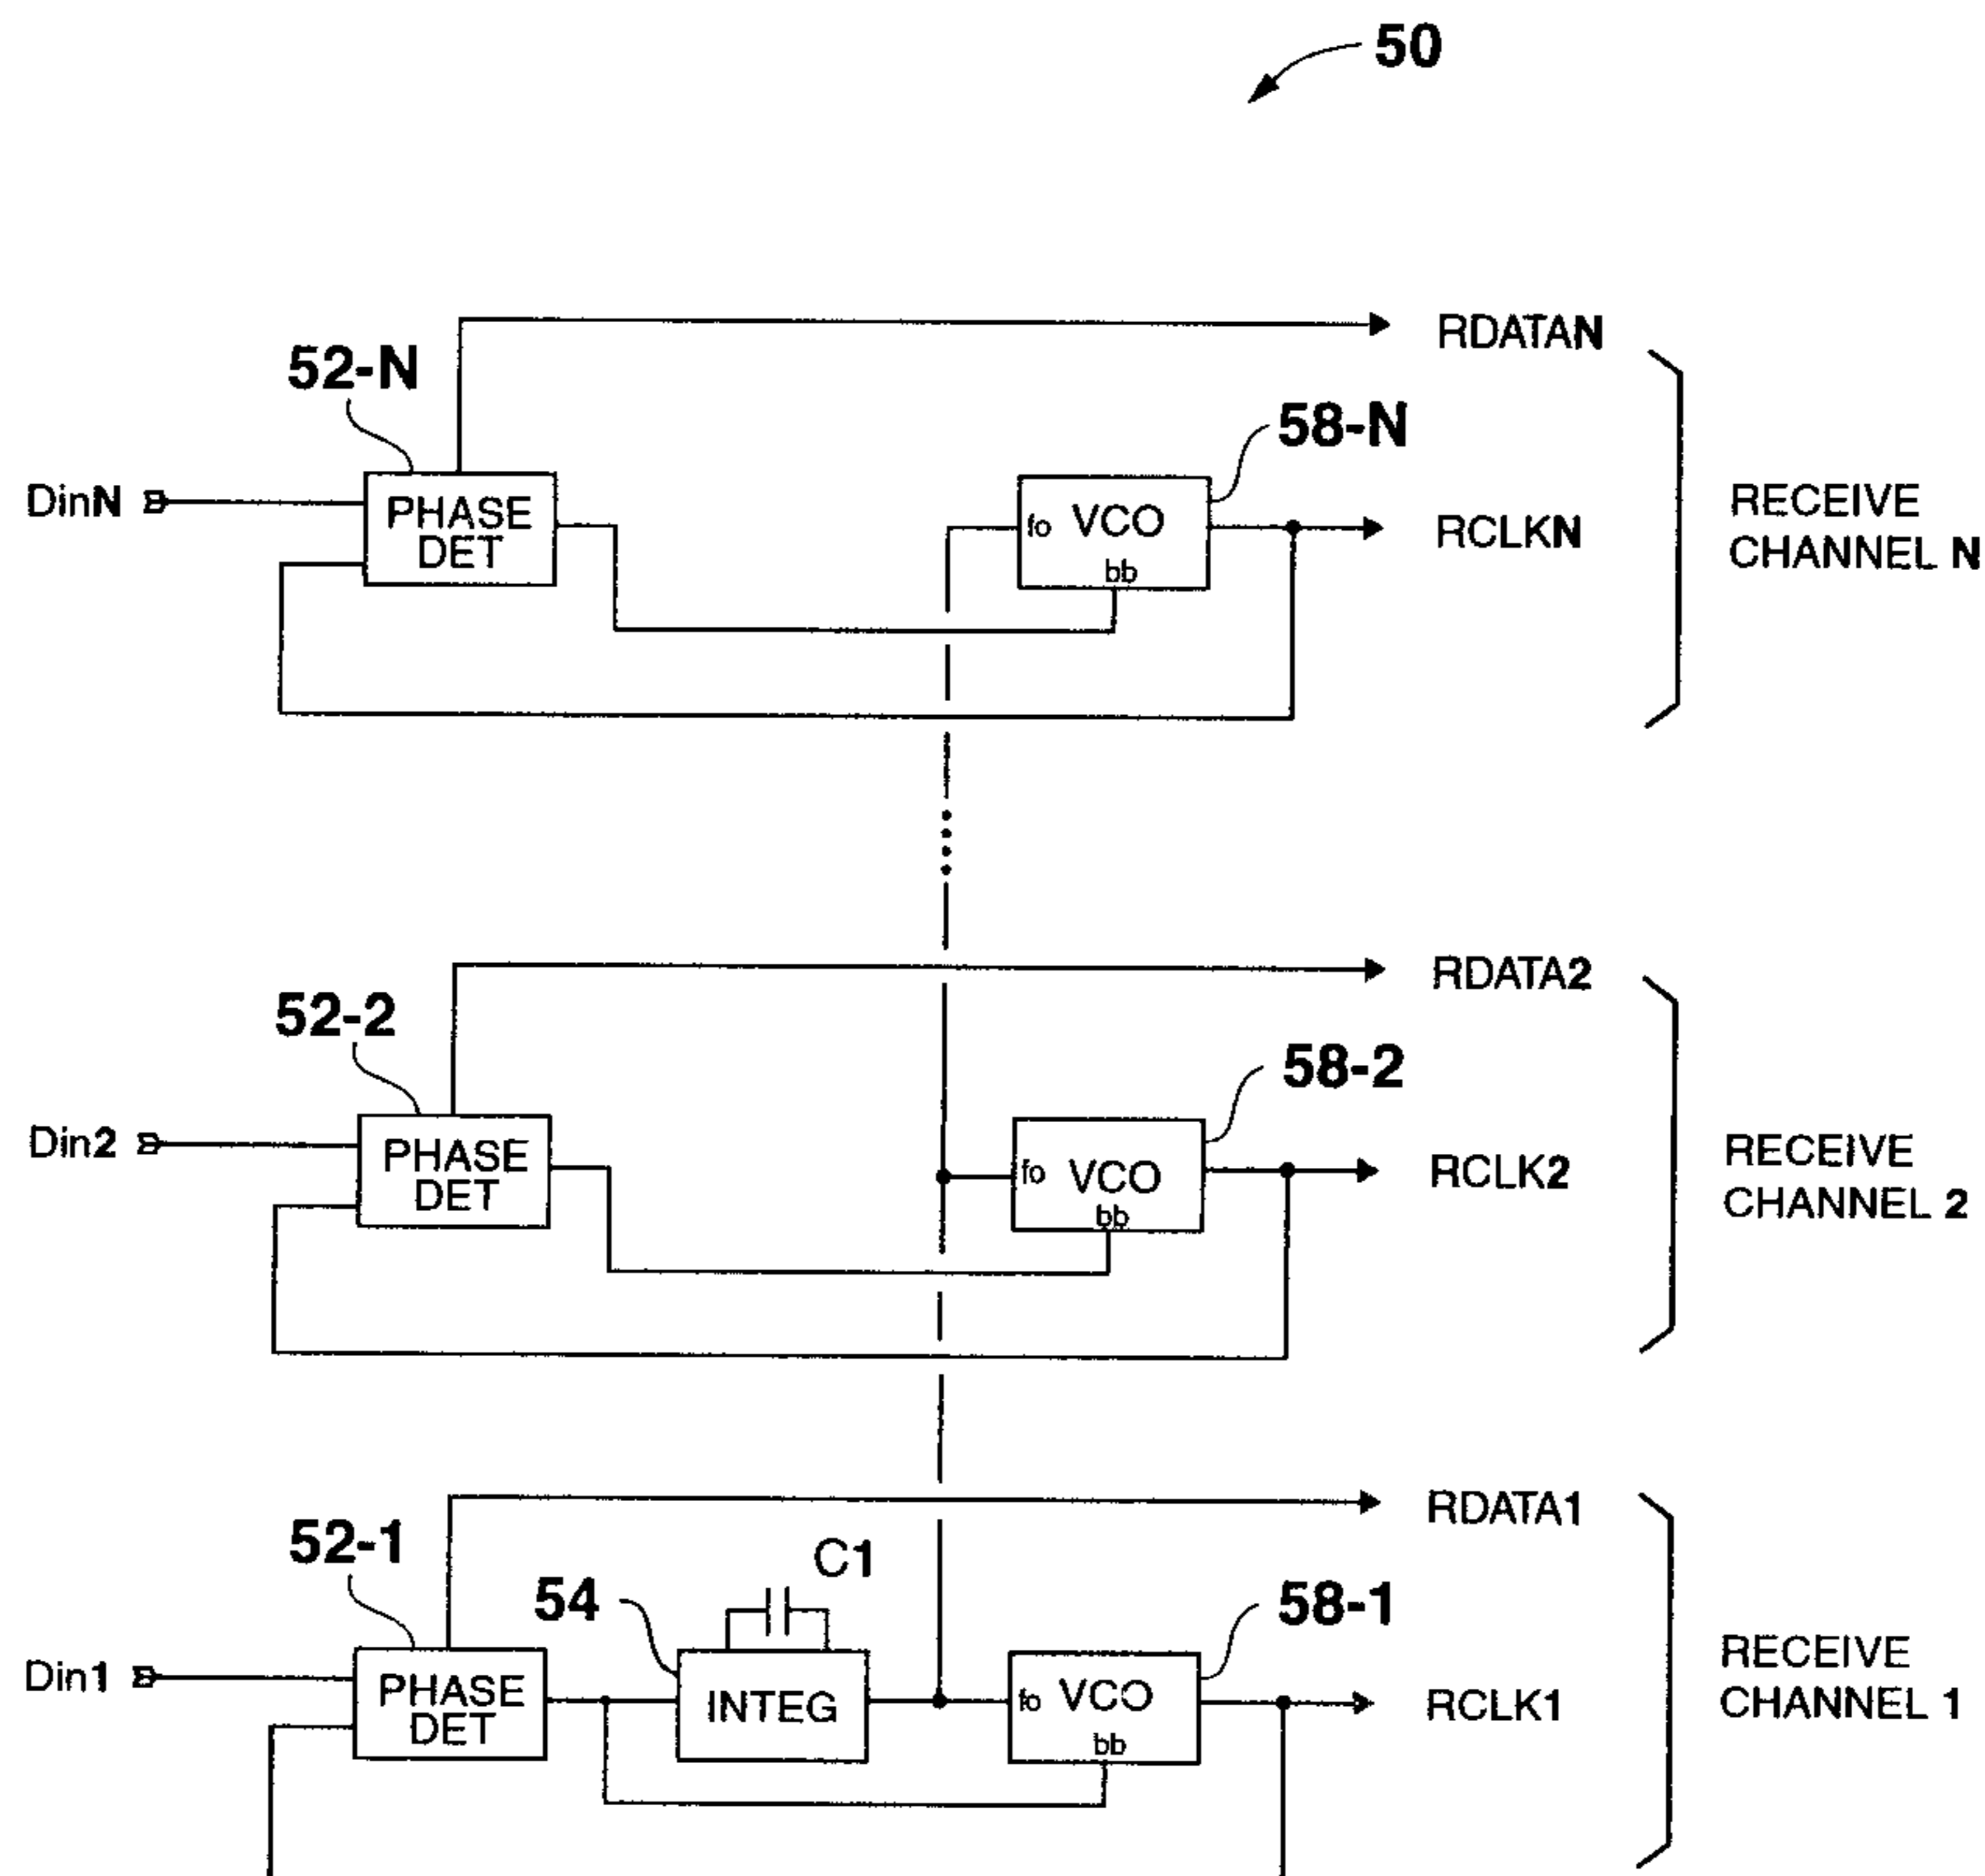 50
RDATAN
52-N
58-N
DinN
PHASE
DET
fo VCO
bb
RCLKN
RECEIVE
CHANNEL N
RDATA2
52-2
58-2
Din2
PHASE
DET
fo VCO
bb
RCLK2
RECEIVE
CHANNEL 2
RDATA1
52-1
C1
54
58-1
Din1
PHASE
DET
INTEG
fo VCO
bb
RCLK1
RECEIVE
CHANNEL 1